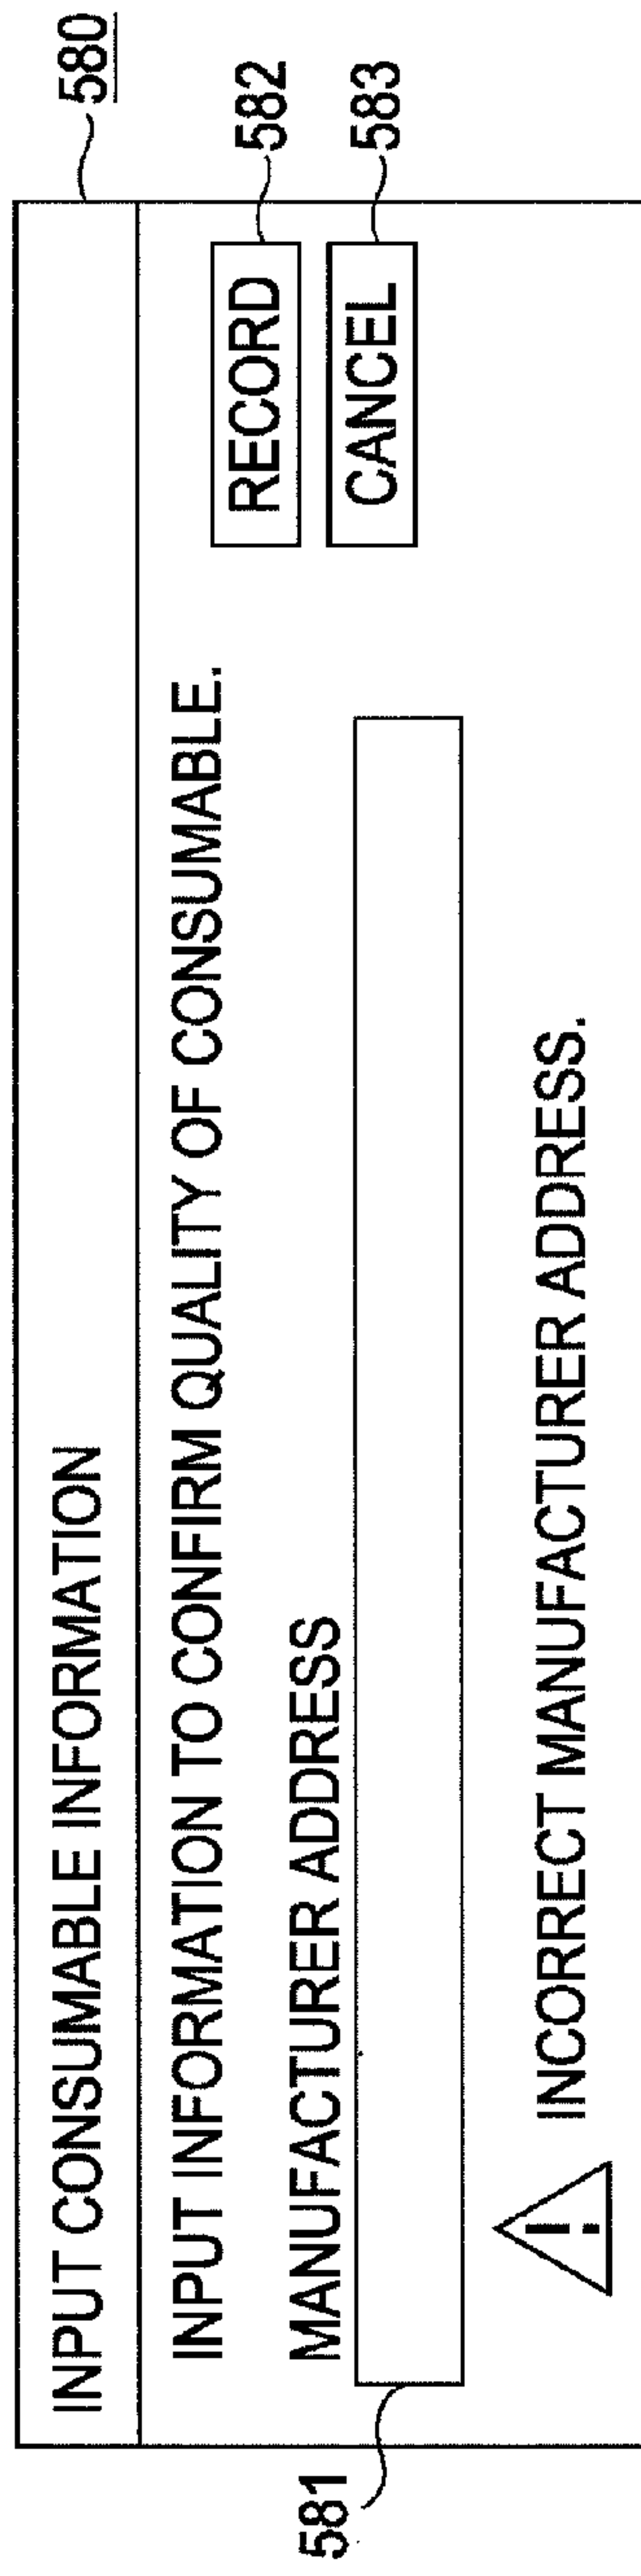 580
INPUT CONSUMABLE INFORMATION
INPUT INFORMATION TO CONFIRM QUALITY OF CONSUMABLE.
RECORD
582
MANUFACTURER ADDRESS
CANCEL
583
581
! INCORRECT MANUFACTURER ADDRESS.